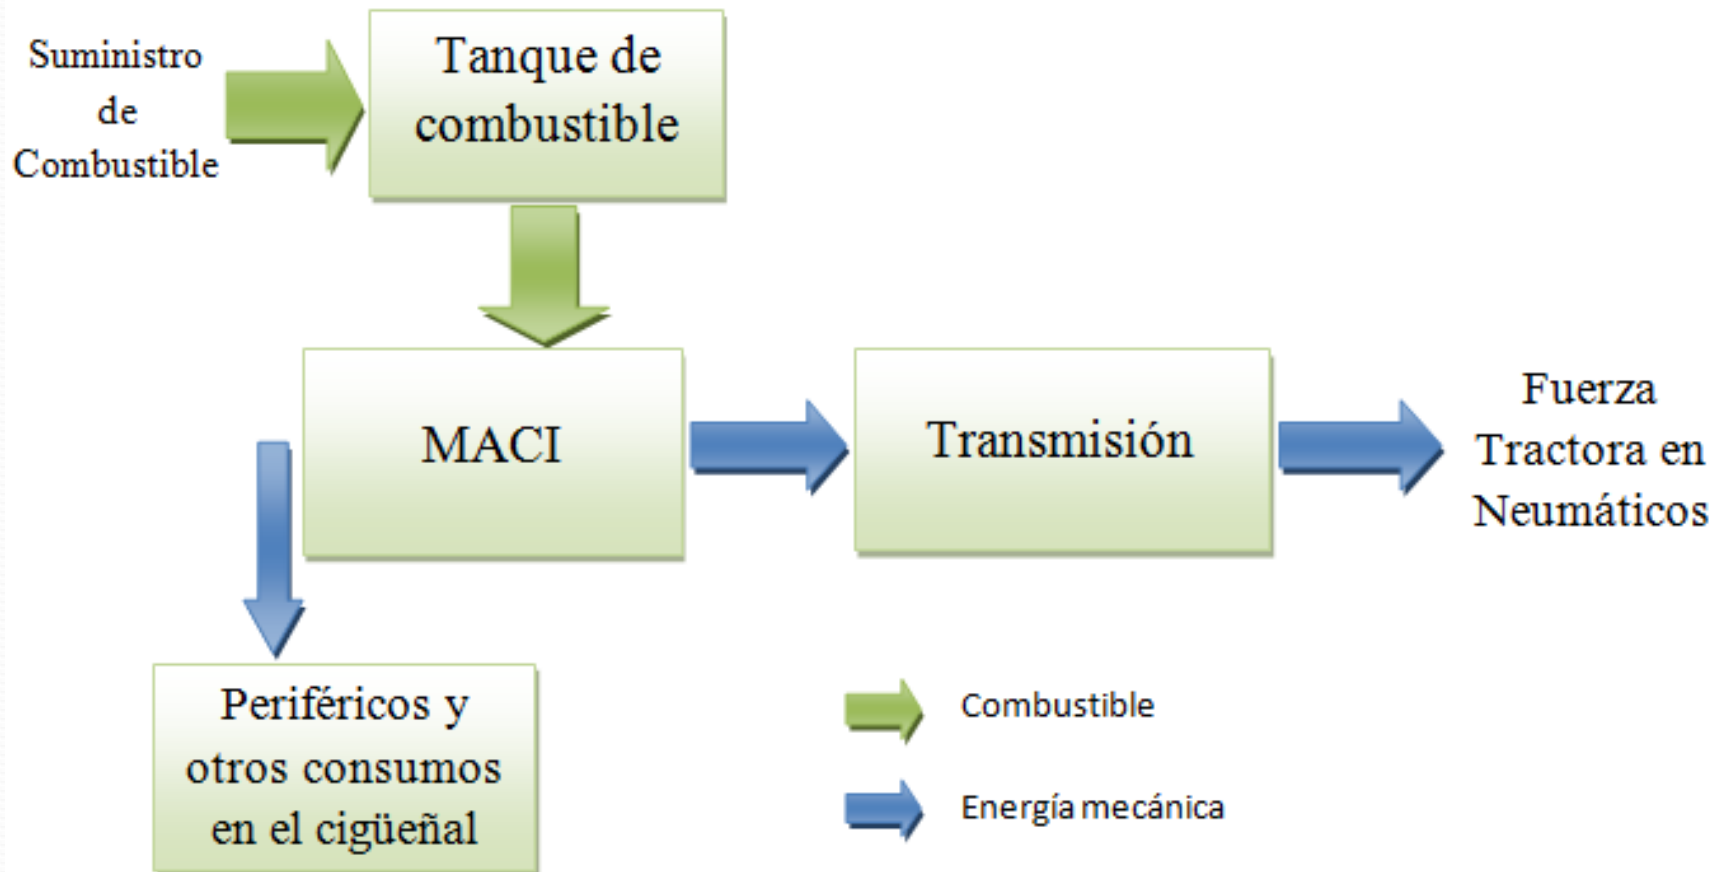 Suministro
de
Combustible
Tanque de
combustible
MACI
Transmisión
Fuerza
Tractora en
Neumáticos
Periféricos y
otros consumos
en el cigüeñal
Combustible
Energía mecánica